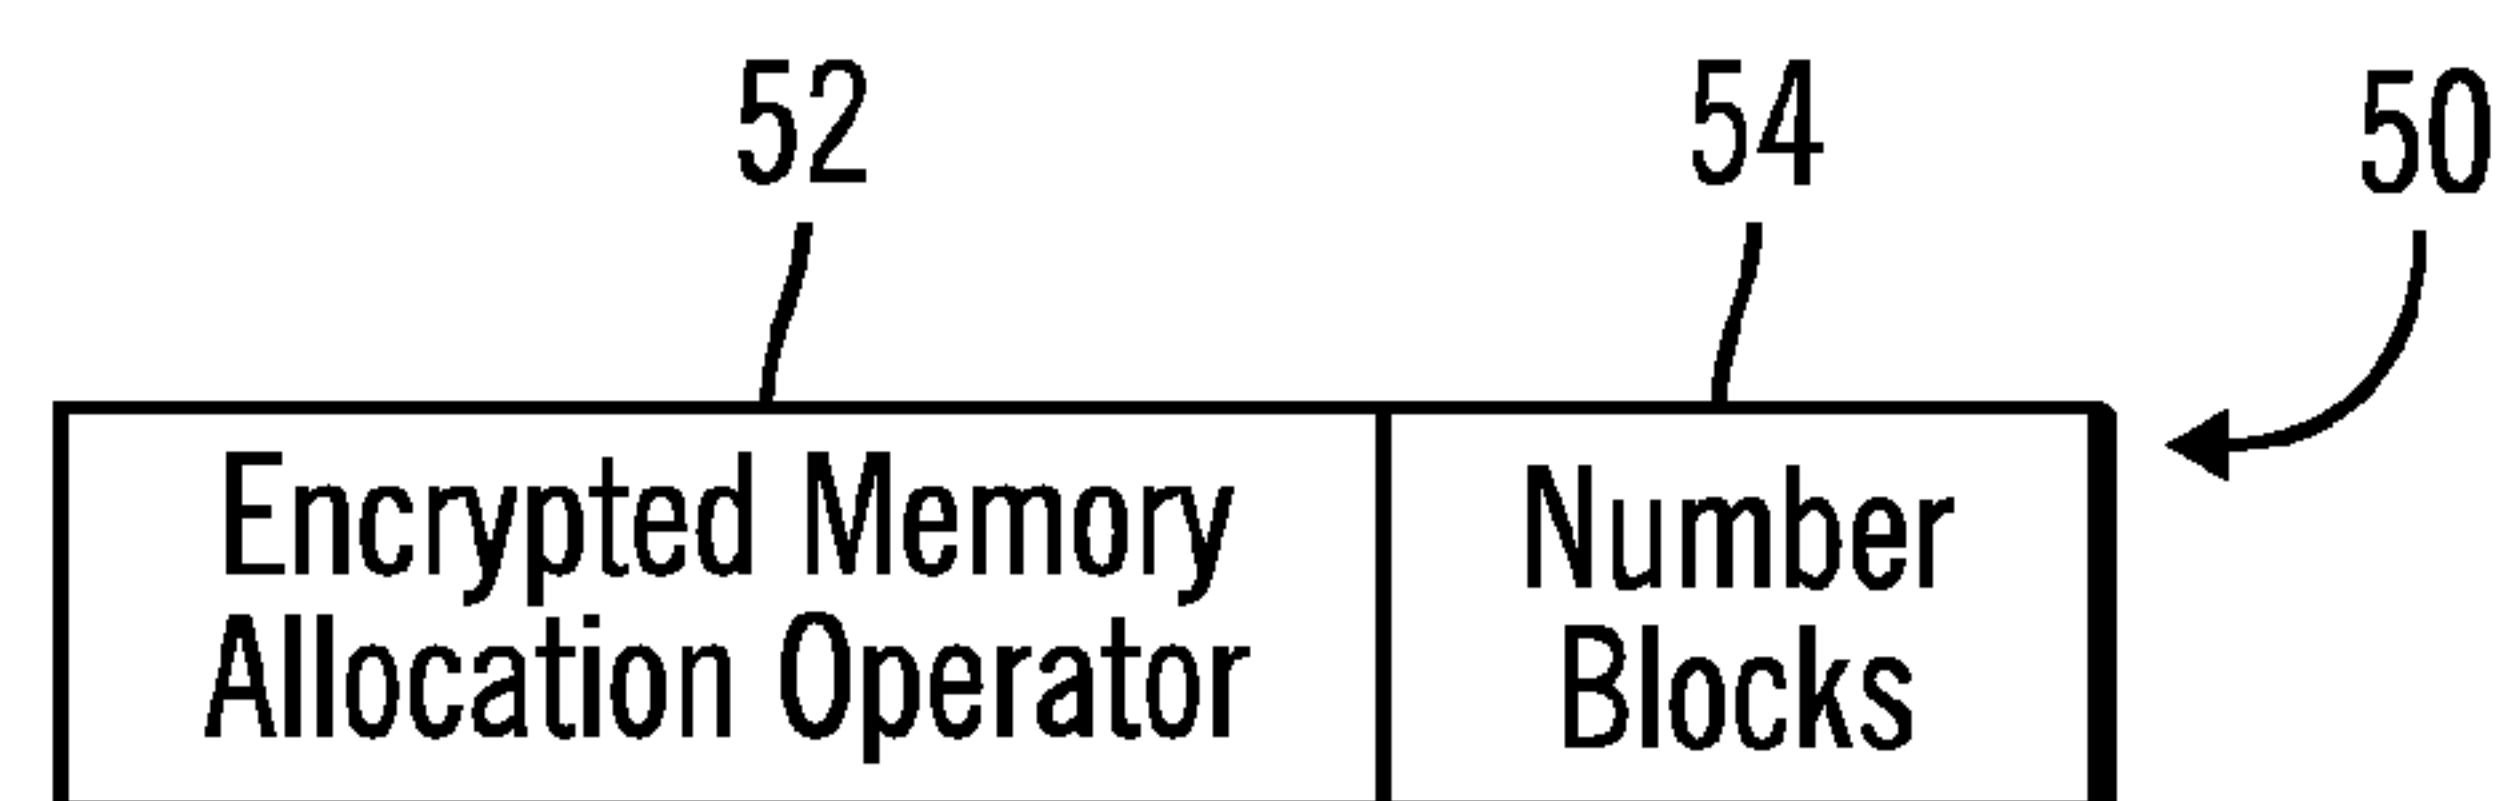 52 54 50
Encrypted Memory
Allocation Operator
Number
Blocks